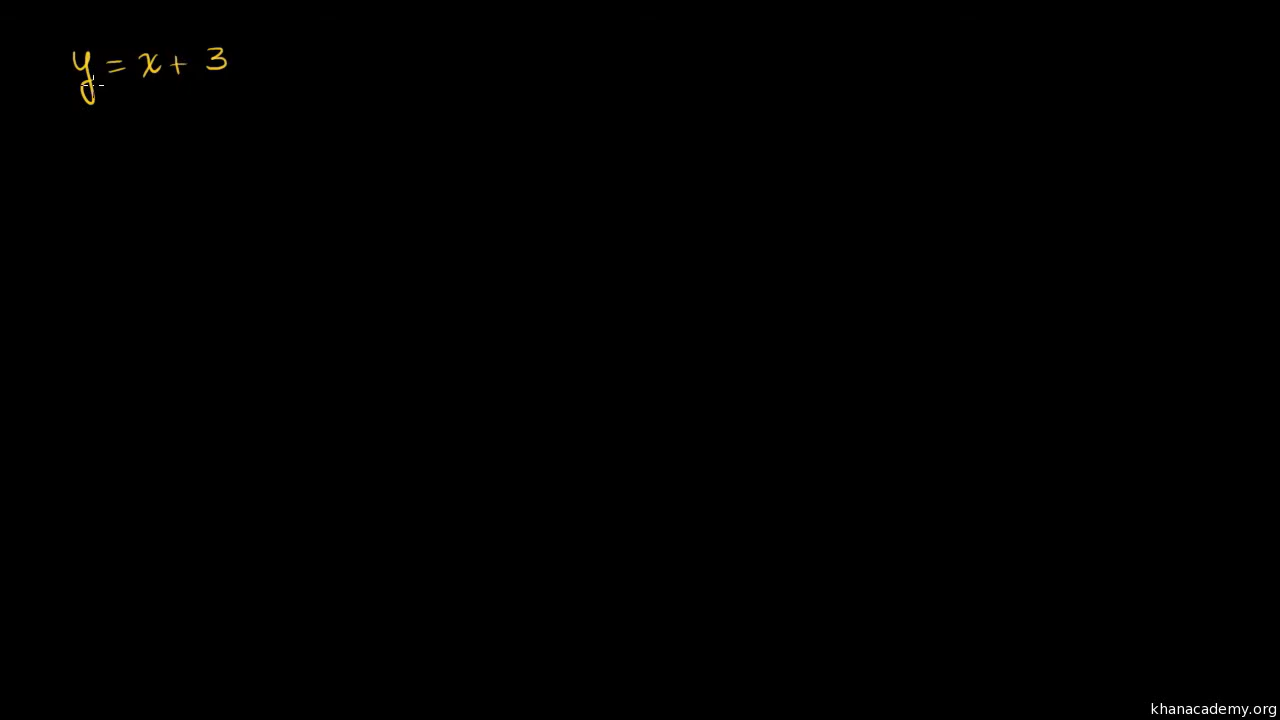 y = x + 3
khanacademy.org